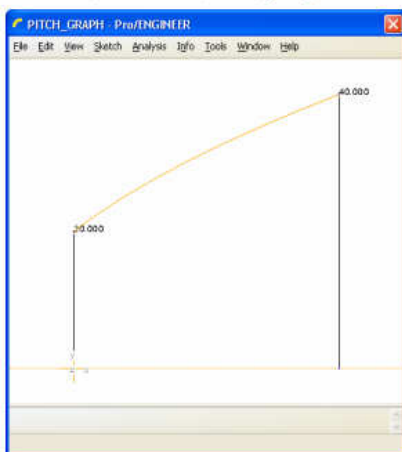 PITCH_GRAPH - Pro/ENGINEER
File Edit View Sketch Analysis Info Tools Window Help
40.000
20.000
Y
Z X